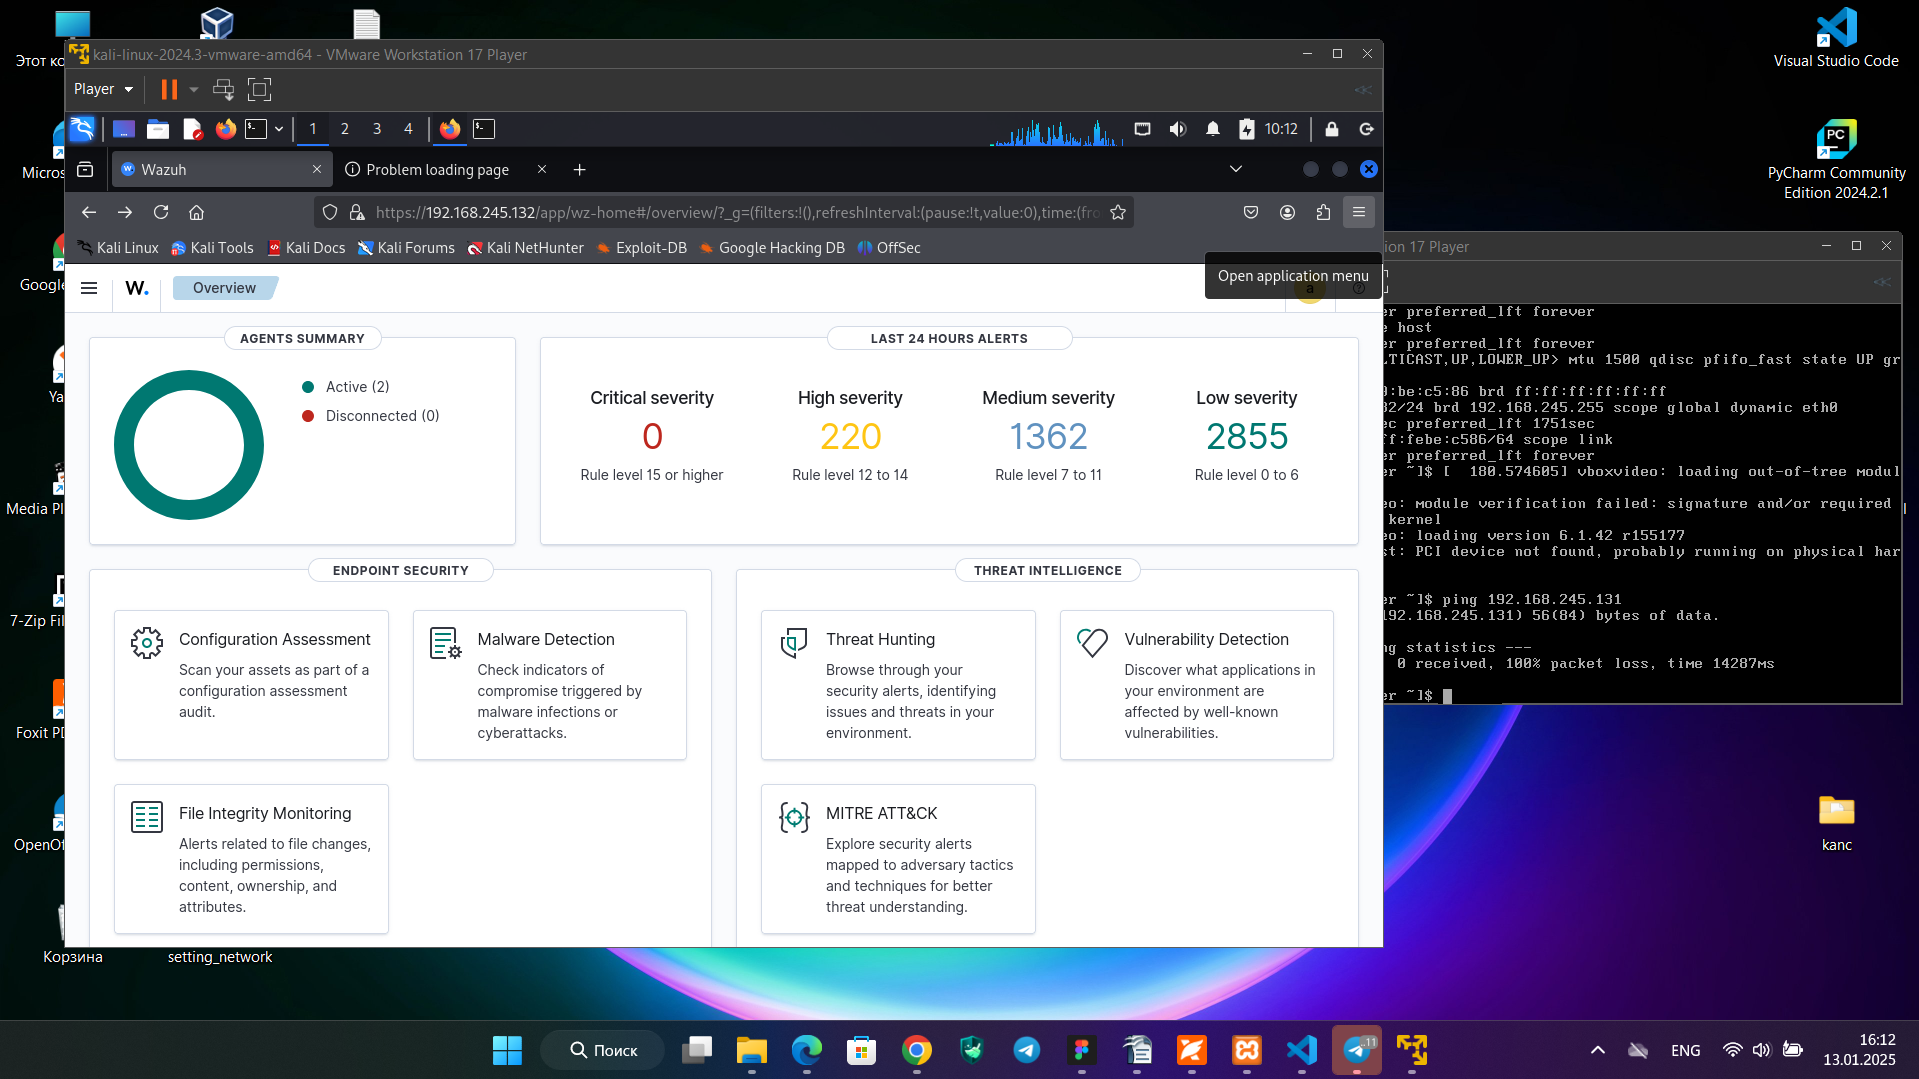 Этот ко
Micros
Google
Ya
Media Pl
7-Zip Fil
Foxit PD
OpenOf
Корзина
setting_network
Visual Studio Code
PyCharm Community
Edition 2024.2.1
kanc
kali-linux-2024.3-vmware-amd64 - VMware Workstation 17 Player
Player
1 2 3 4
10:12
Wazuh
Problem loading page
https://192.168.245.132/app/wz-home#/overview/?_g=(filters:!(),refreshInterval:(pause:!t,value:0),time:(fro
Kali Linux
Kali Tools
Kali Docs
Kali Forums
Kali NetHunter
Exploit-DB
Google Hacking DB
OffSec
Open application menu
W.
Overview
a
AGENTS SUMMARY
Active (2)
Disconnected (0)
LAST 24 HOURS ALERTS
Critical severity
0
Rule level 15 or higher
High severity
220
Rule level 12 to 14
Medium severity
1362
Rule level 7 to 11
Low severity
2855
Rule level 0 to 6
ENDPOINT SECURITY
Configuration Assessment
Scan your assets as part of a
configuration assessment
audit.
Malware Detection
Check indicators of
compromise triggered by
malware infections or
cyberattacks.
File Integrity Monitoring
Alerts related to file changes,
including permissions,
content, ownership, and
attributes.
THREAT INTELLIGENCE
Threat Hunting
Browse through your
security alerts, identifying
issues and threats in your
environment.
Vulnerability Detection
Discover what applications in
your environment are
affected by well-known
vulnerabilities.
MITRE ATT&CK
Explore security alerts
mapped to adversary tactics
and techniques for better
threat understanding.
ion 17 Player
er preferred_lft forever
e host
er preferred_lft forever
LTICAST,UP,LOWER_UP> mtu 1500 qdisc pfifo_fast state UP gr
:be:c5:86 brd ff:ff:ff:ff:ff:ff
32/24 brd 192.168.245.255 scope global dynamic eth0
ec preferred_lft 1751sec
ff:febe:c586/64 scope link
er preferred_lft forever
er ~]$ [  180.574605] vboxvideo: loading out-of-tree modul
eo: module verification failed: signature and/or required
kernel
eo: loading version 6.1.42 r155177
st: PCI device not found, probably running on physical har
er ~]$ ping 192.168.245.131
192.168.245.131) 56(84) bytes of data.
ng statistics ---
0 received, 100% packet loss, time 14287ms
er ~]$
Поиск
..11
ENG
16:12
13.01.2025